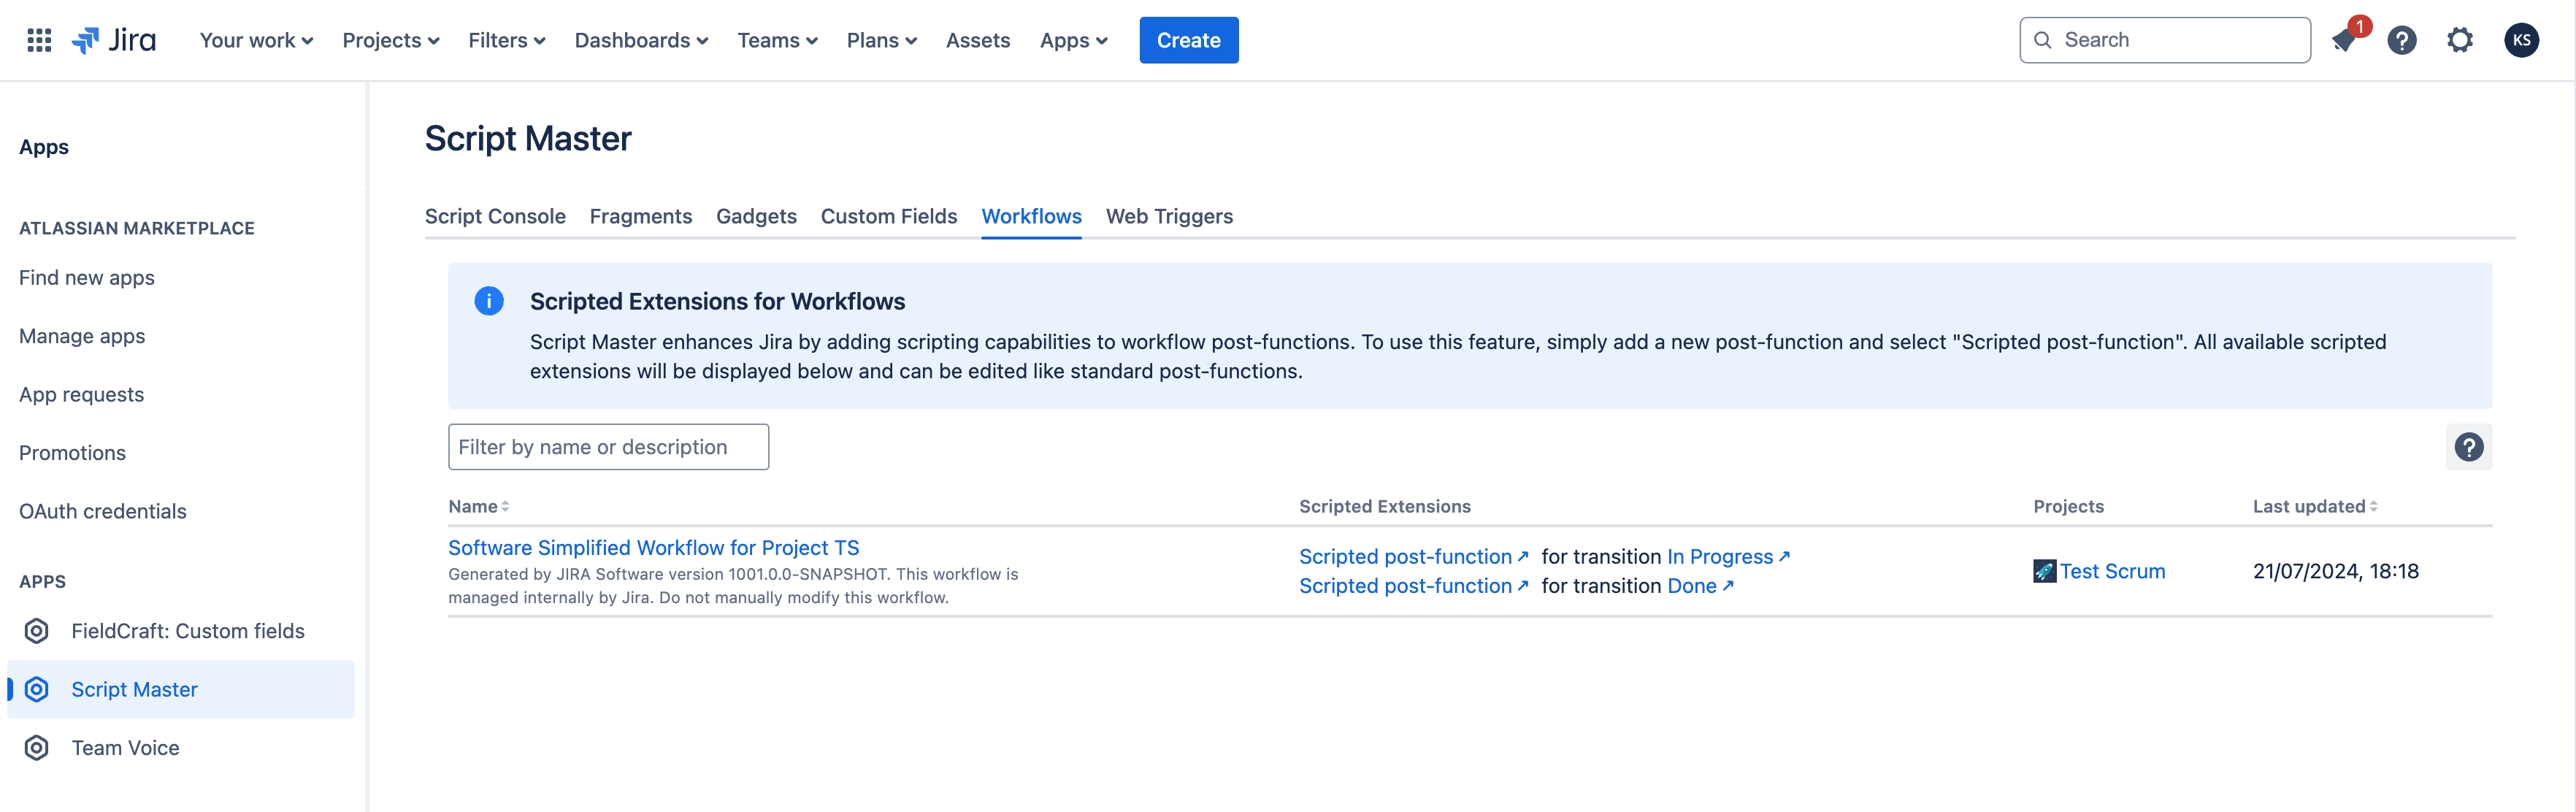 Jira Your work Projects Filters Dashboards Teams Plans Assets Apps Create Search 1 KS
Apps
ATLASSIAN MARKETPLACE
Find new apps
Manage apps
App requests
Promotions
OAuth credentials
APPS
FieldCraft: Custom fields
Script Master
Team Voice
Script Master
Script Console Fragments Gadgets Custom Fields Workflows Web Triggers
Scripted Extensions for Workflows
Script Master enhances Jira by adding scripting capabilities to workflow post-functions. To use this feature, simply add a new post-function and select "Scripted post-function". All available scripted
extensions will be displayed below and can be edited like standard post-functions.
Filter by name or description
Name Scripted Extensions Projects Last updated
Software Simplified Workflow for Project TS
Generated by JIRA Software version 1001.0.0-SNAPSHOT. This workflow is
managed internally by Jira. Do not manually modify this workflow.
Scripted post-function for transition In Progress
Scripted post-function for transition Done
Test Scrum
21/07/2024, 18:18